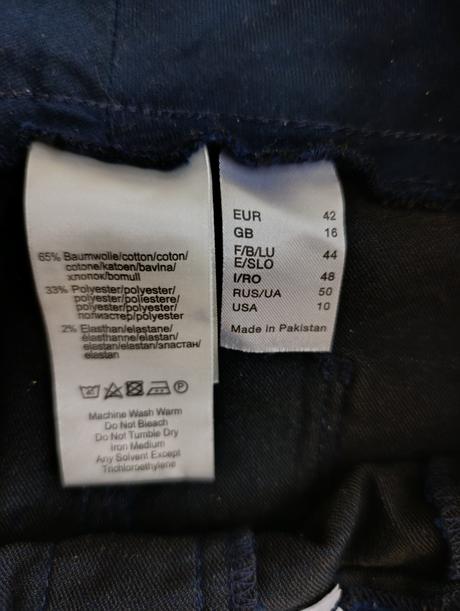 65% Baumwolle/cotton/coton/
cotone/katoen/bavlna/
хлопок/bomull
33% Polyester/polyester/
polyester/poliestere/
polyester/polyester/
полиэстер/polyester
2% Elasthan/elastane/
élasthanne/elastan/
elastan/elastan/эластан/
elastan
P
Machine Wash Warm
Do Not Bleach
Do Not Tumble Dry
Iron Medium
Any Solvent Except
Trichloroethylene
EUR 42
GB 16
F/B/LU
E/SLO 44
I/RO 48
RUS/UA 50
USA 10
Made in Pakistan